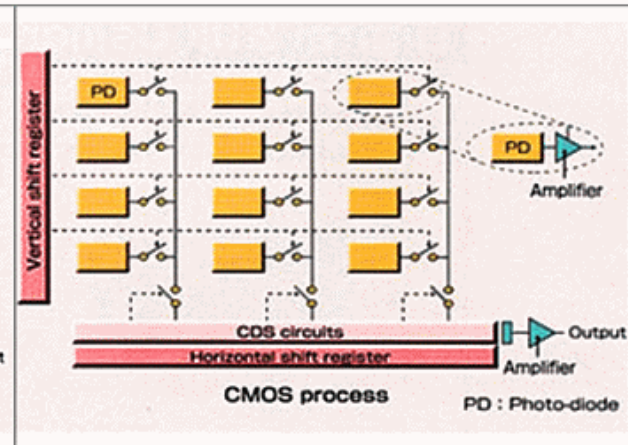 Vertical shift register
PD
PD
Amplifier
CDS circuits
Output
Horizontal shift register
Amplifier
CMOS process
PD : Photo-diode